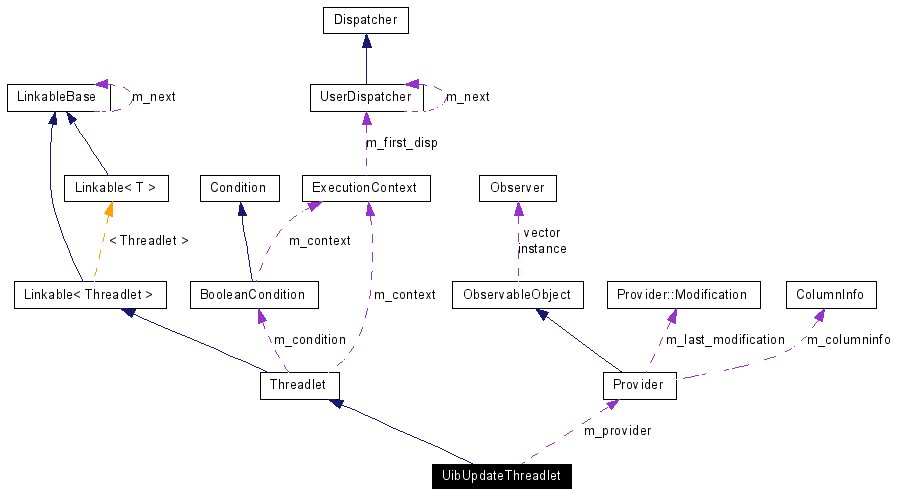 Dispatcher
LinkableBase
m_next
UserDispatcher
m_next
m_first_disp
Linkable< T >
Condition
ExecutionContext
Observer
< Threadlet >
m_context
vector
instance
Linkable< Threadlet >
BooleanCondition
m_context
ObservableObject
Provider::Modification
ColumnInfo
m_condition
m_last_modification
m_columninfo
Threadlet
Provider
m_provider
UibUpdateThreadlet